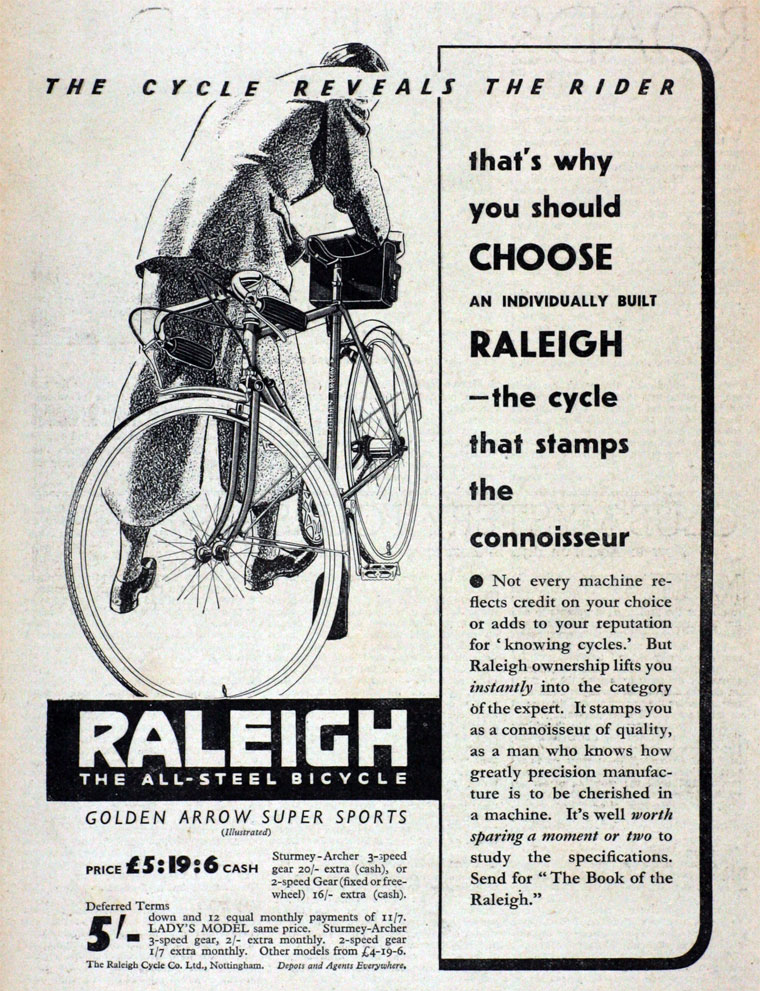 THE CYCLE REVEALS THE RIDER
that's why
you should
CHOOSE
AN INDIVIDUALLY BUILT
RALEIGH
—the cycle
that stamps
the
connoisseur
● Not every machine re-
flects credit on your choice
or adds to your reputation
for 'knowing cycles.' But
Raleigh ownership lifts you
instantly into the category
of the expert. It stamps you
as a connoisseur of quality,
as a man who knows how
greatly precision manufac-
ture is to be cherished in
a machine. It's well worth
sparing a moment or two to
study the specifications.
Send for "The Book of the
Raleigh."
RALEIGH
THE ALL-STEEL BICYCLE
GOLDEN ARROW SUPER SPORTS
(Illustrated)
PRICE £5:19:6 CASH
Sturmey-Archer 3-speed
gear 20/- extra (cash), or
2-speed Gear (fixed or free-
wheel) 16/- extra (cash).
Deferred Terms
5/- down and 12 equal monthly payments of 11/7.
LADY'S MODEL same price. Sturmey-Archer
3-speed gear, 2/- extra monthly. 2-speed gear
1/7 extra monthly. Other models from £4-19-6.
The Raleigh Cycle Co. Ltd., Nottingham. Depots and Agents Everywhere.